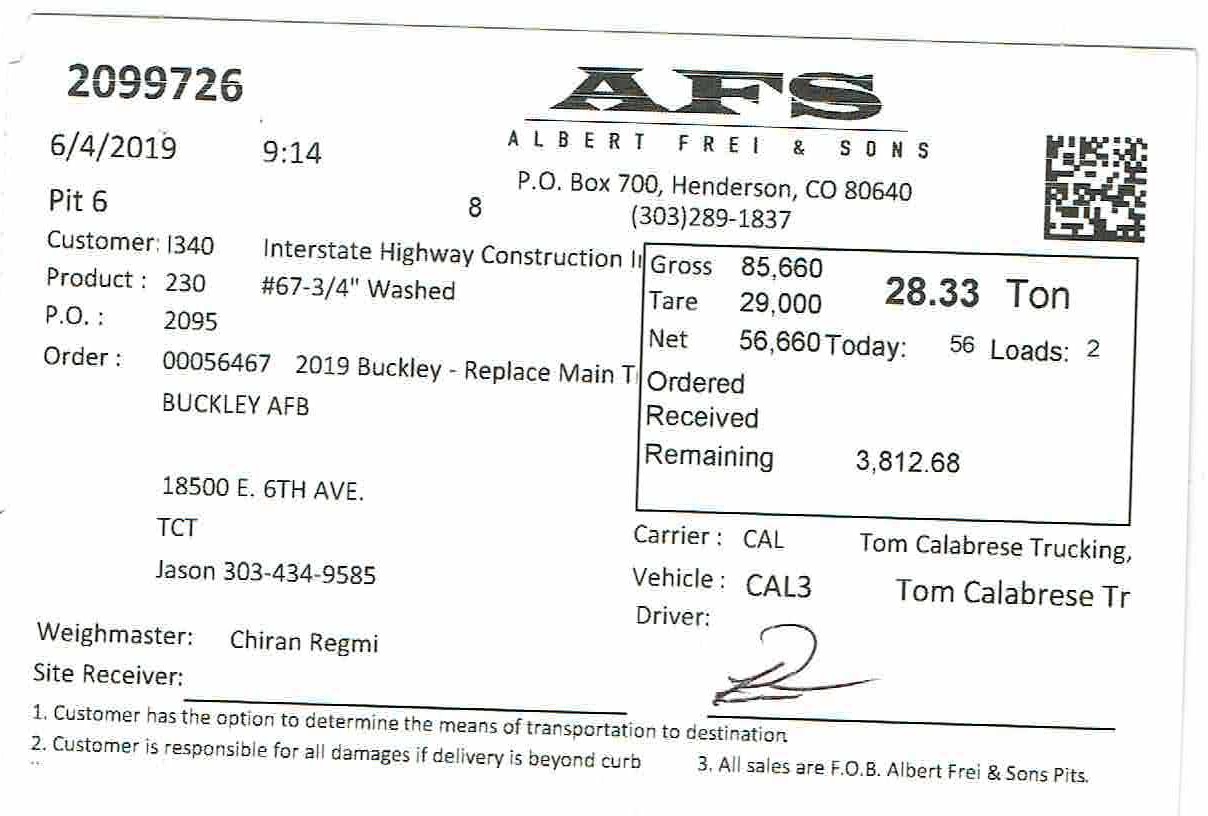 2099726
AFS
ALBERT FREI & SONS
6/4/2019 9:14
P.O. Box 700, Henderson, CO 80640
Pit 6 8 (303)289-1837
Customer: I340 Interstate Highway Construction I
Product : 230 #67-3/4" Washed
P.O. : 2095
Order : 00056467 2019 Buckley - Replace Main T
BUCKLEY AFB
18500 E. 6TH AVE.
TCT
Jason 303-434-9585
Gross 85,660 28.33 Ton
Tare 29,000
Net 56,660 Today: 56 Loads: 2
Ordered
Received
Remaining 3,812.68
Carrier : CAL Tom Calabrese Trucking,
Vehicle : CAL3 Tom Calabrese Tr
Driver:
Weighmaster: Chiran Regmi
Site Receiver:
1. Customer has the option to determine the means of transportation to destination
2. Customer is responsible for all damages if delivery is beyond curb 3. All sales are F.O.B. Albert Frei & Sons Pits.